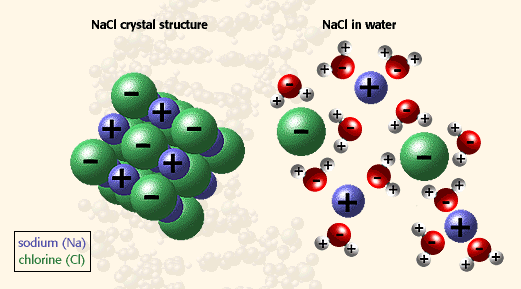 NaCl crystal structure
NaCl in water
sodium (Na)
chlorine (Cl)